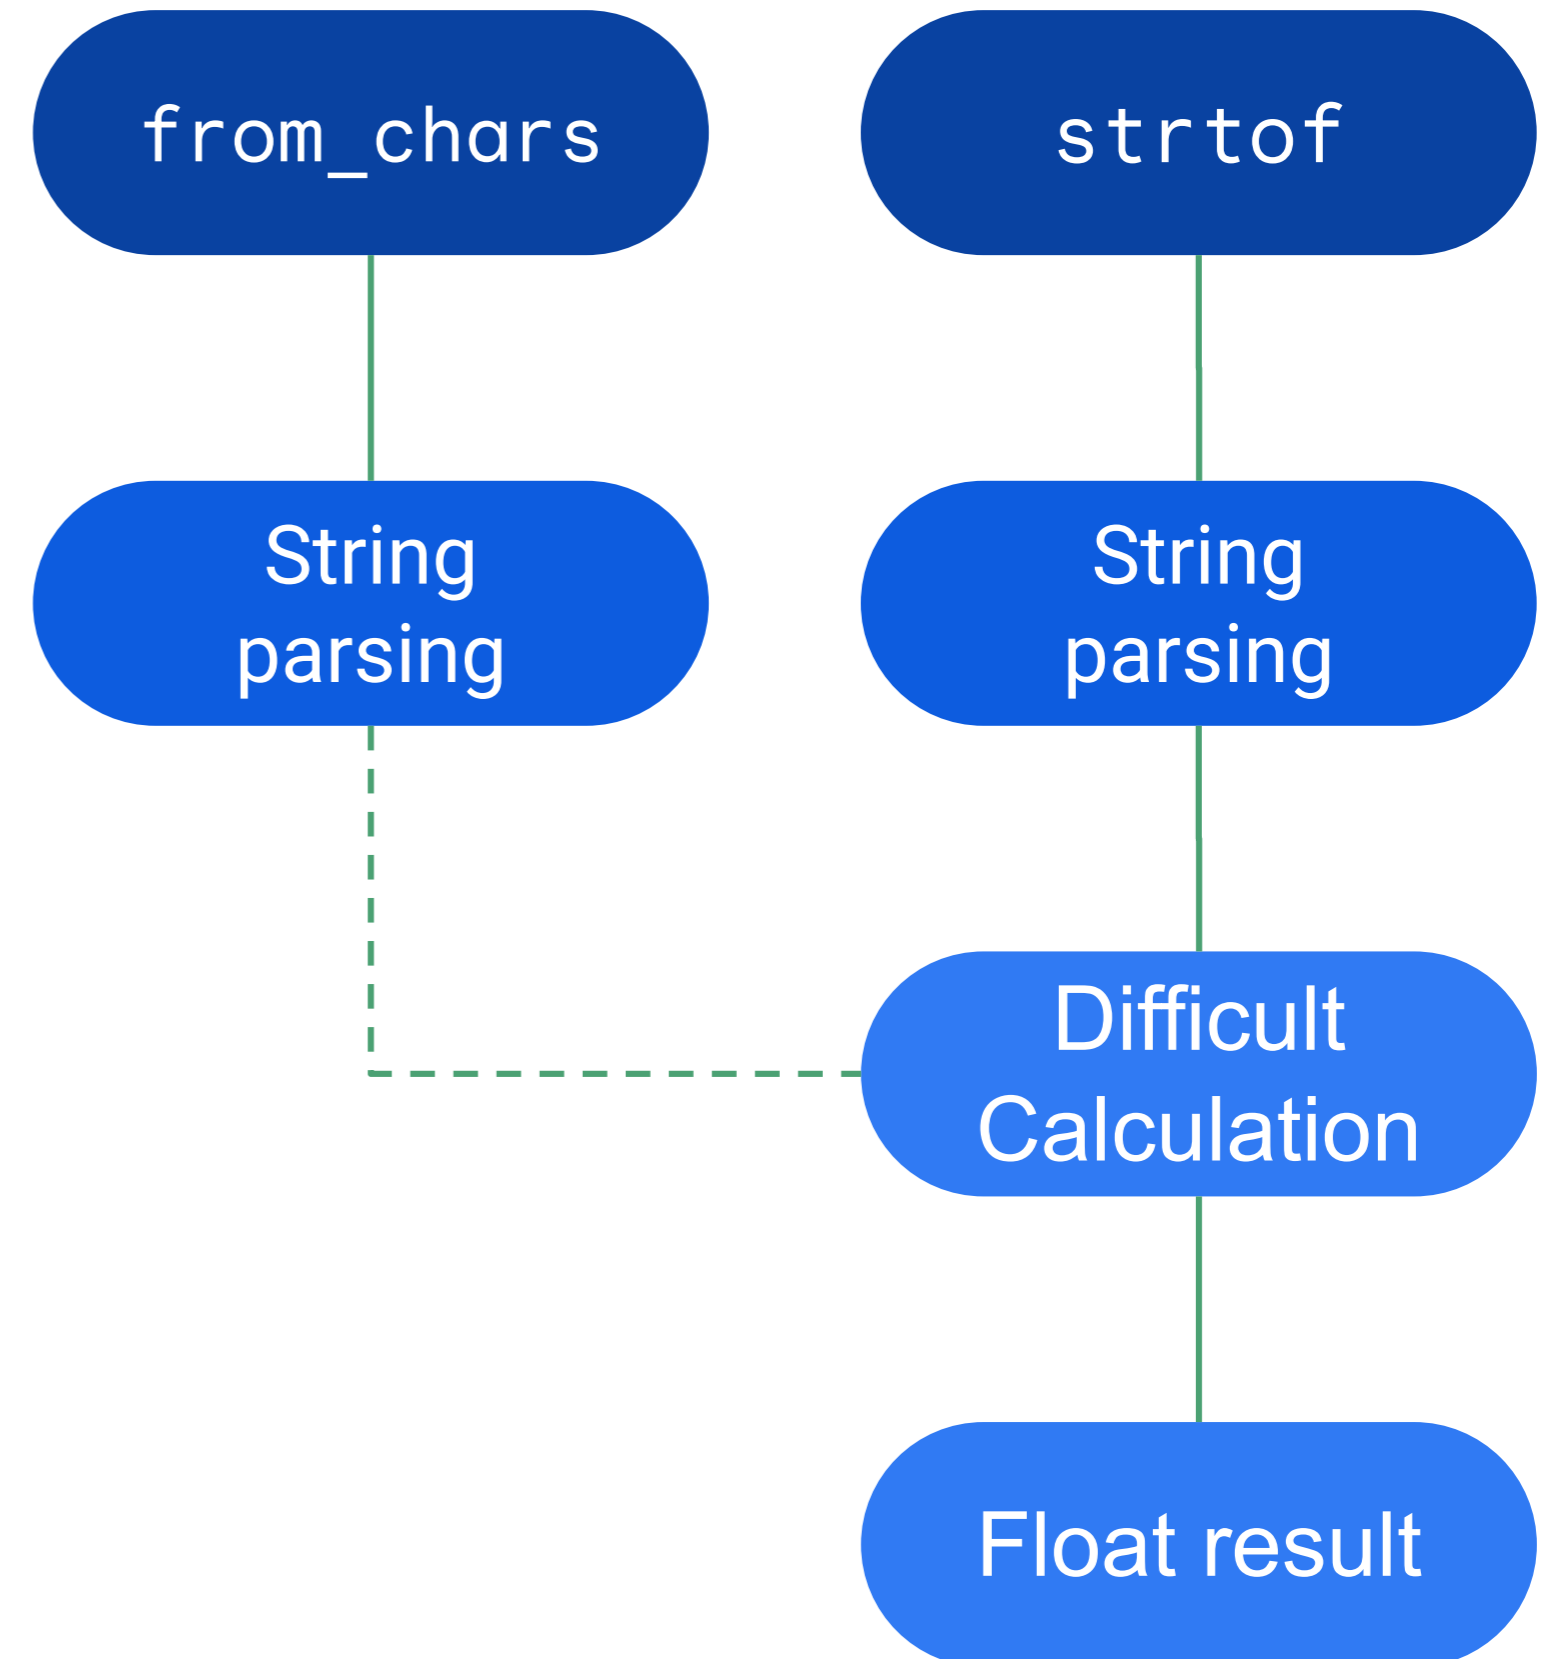 from_chars
strtof
String
parsing
String
parsing
Difficult
Calculation
Float result